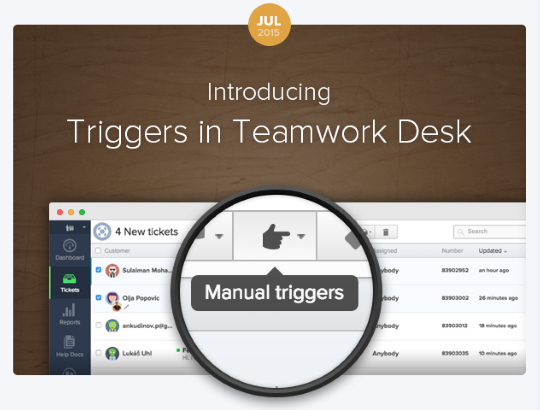 JUL
2015
Introducing
Triggers in Teamwork Desk
4 New tickets
Search
Customer
Number
Updated
Dashboard
Sulaiman Moha...
Anybody
83902952
an hour ago
Manual triggers
Tickets
Olja Popovic
Anybody
83903002
26 minutes ago
Reports
Anybody
83903012
18 minutes ago
Help Docs
Lukáš Uhl
Anybody
83903035
10 minutes ago